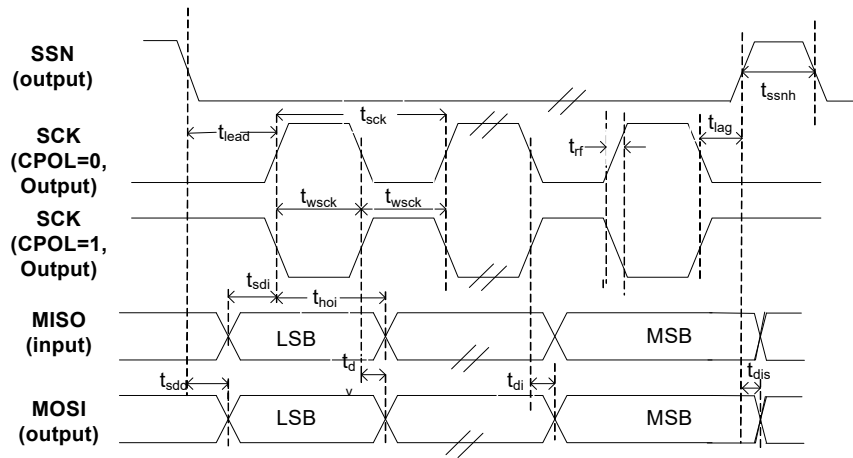 SSN
(output)
t_ssnh
t_sck
t_lead
t_lag
SCK
(CPOL=0,
Output)
t_rf
t_wsck
t_wsck
SCK
(CPOL=1,
Output)
t_sdi
t_hoi
MISO
(input)
LSB
MSB
t_d
v
t_sdd
t_di
t_dis
MOSI
(output)
LSB
MSB